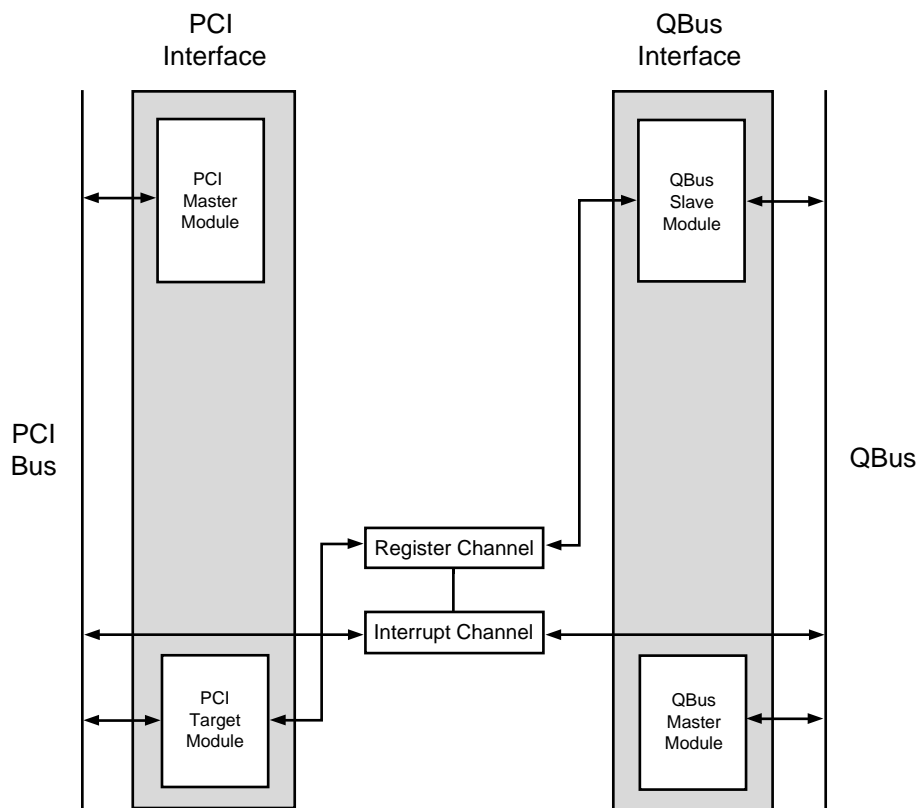 PCI
Interface
QBus
Interface
PCI
Master
Module
QBus
Slave
Module
PCI
Bus
QBus
Register Channel
Interrupt Channel
PCI
Target
Module
QBus
Master
Module